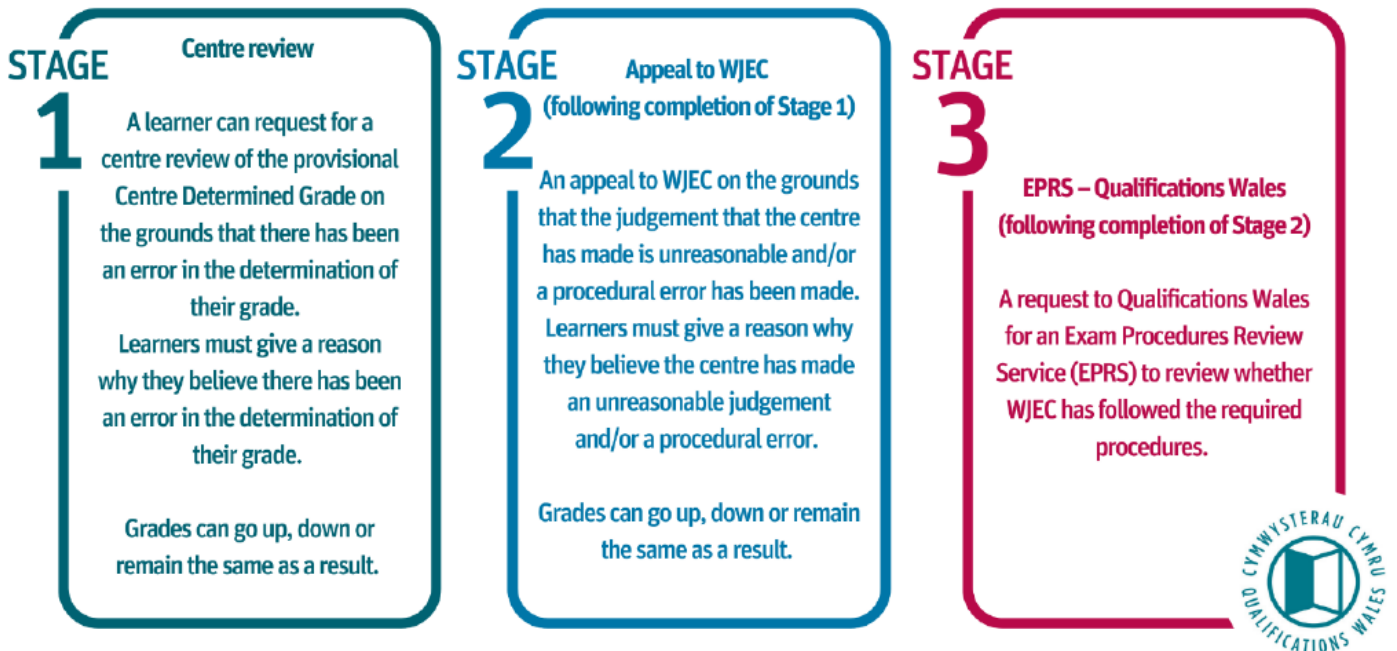 STAGE
1
Centre review
A learner can request for a
centre review of the provisional
Centre Determined Grade on
the grounds that there has been
an error in the determination of
their grade.
Learners must give a reason
why they believe there has been
an error in the determination of
their grade.
Grades can go up, down or
remain the same as a result.
STAGE
2
Appeal to WJEC
(following completion of Stage 1)
An appeal to WJEC on the grounds
that the judgement that the centre
has made is unreasonable and/or
a procedural error has been made.
Learners must give a reason why
they believe the centre has made
an unreasonable judgement
and/or a procedural error.
Grades can go up, down or remain
the same as a result.
STAGE
3
EPRS – Qualifications Wales
(following completion of Stage 2)
A request to Qualifications Wales
for an Exam Procedures Review
Service (EPRS) to review whether
WJEC has followed the required
procedures.
CYMWYSTERAU CYMRU
QUALIFICATIONS WALES